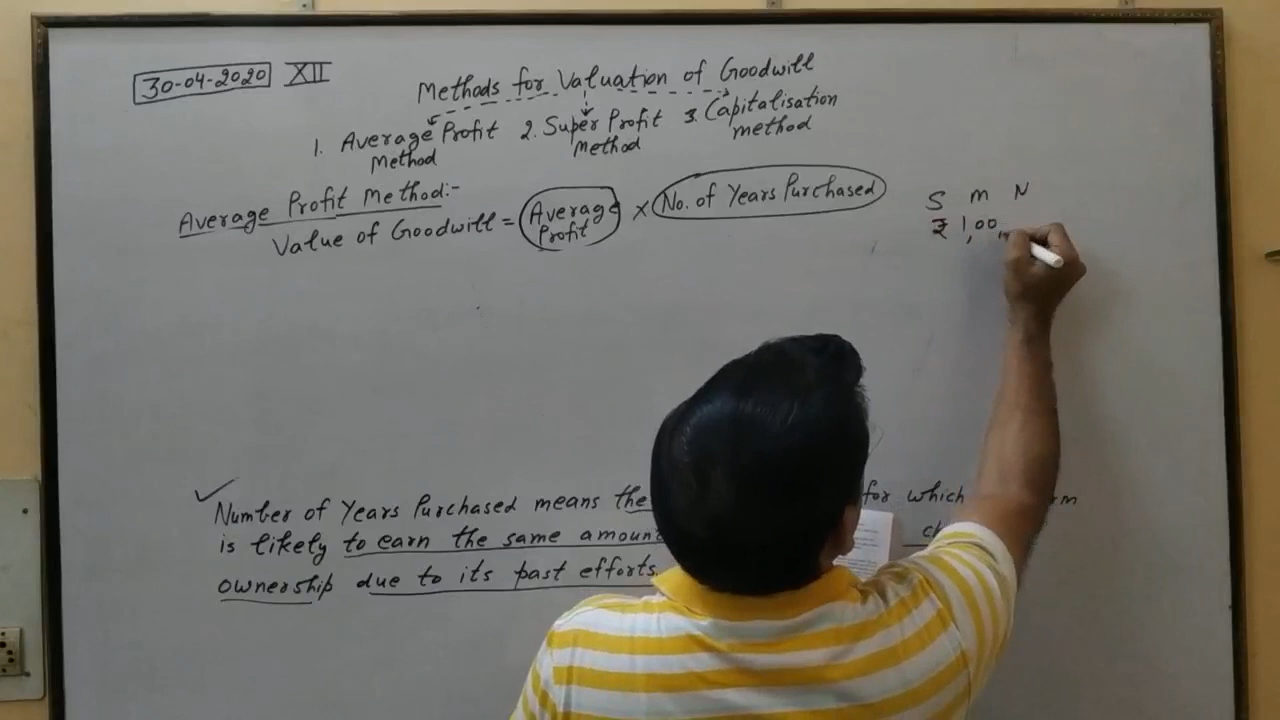 30-04-2020 XII
Methods for Valuation of Goodwill
1. Average Profit Method 2. Super Profit Method 3. Capitalisation method
Average Profit Method:-
Value of Goodwill = Average Profit × No. of Years Purchased
S M N
₹ 1,00,
Number of Years Purchased means the for which
is likely to earn the same amount
ownership due to its past efforts.